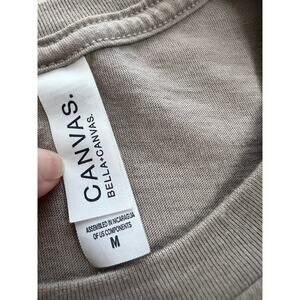 CANVAS.
BELLA+CANVAS.
ASSEMBLED IN NICARAGUA
OF US COMPONENTS
M